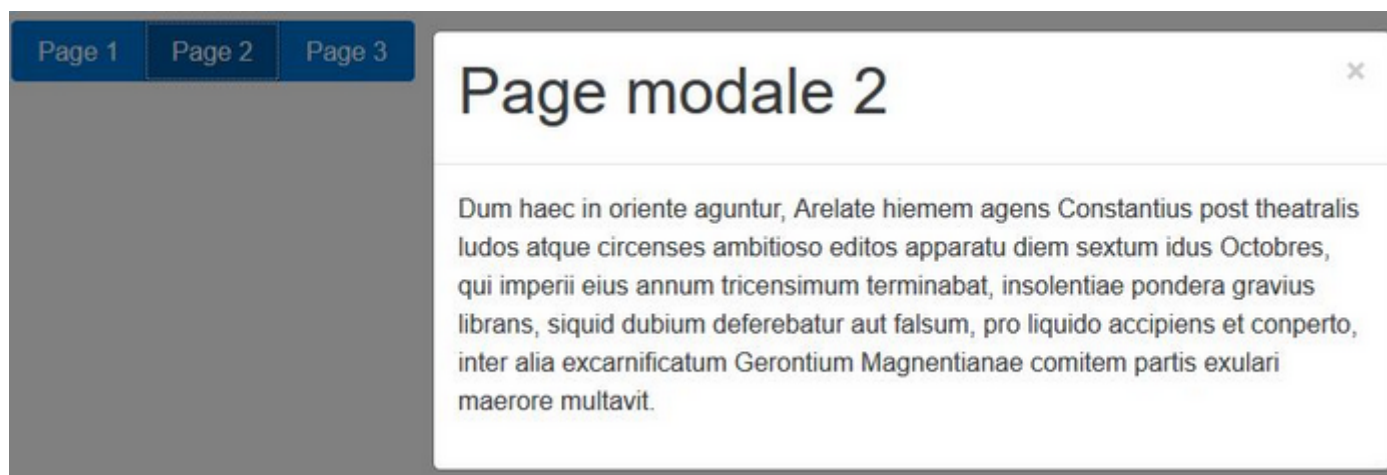 Page 1 Page 2 Page 3
Page modale 2
×
Dum haec in oriente aguntur, Arelate hiemem agens Constantius post theatralis
ludos atque circenses ambitioso editos apparatu diem sextum idus Octobres,
qui imperii eius annum tricensimum terminabat, insolentiae pondera gravius
librans, siquid dubium deferebatur aut falsum, pro liquido accipiens et conperto,
inter alia excarnificatum Gerontium Magnentianae comitem partis exulari
maerore multavit.